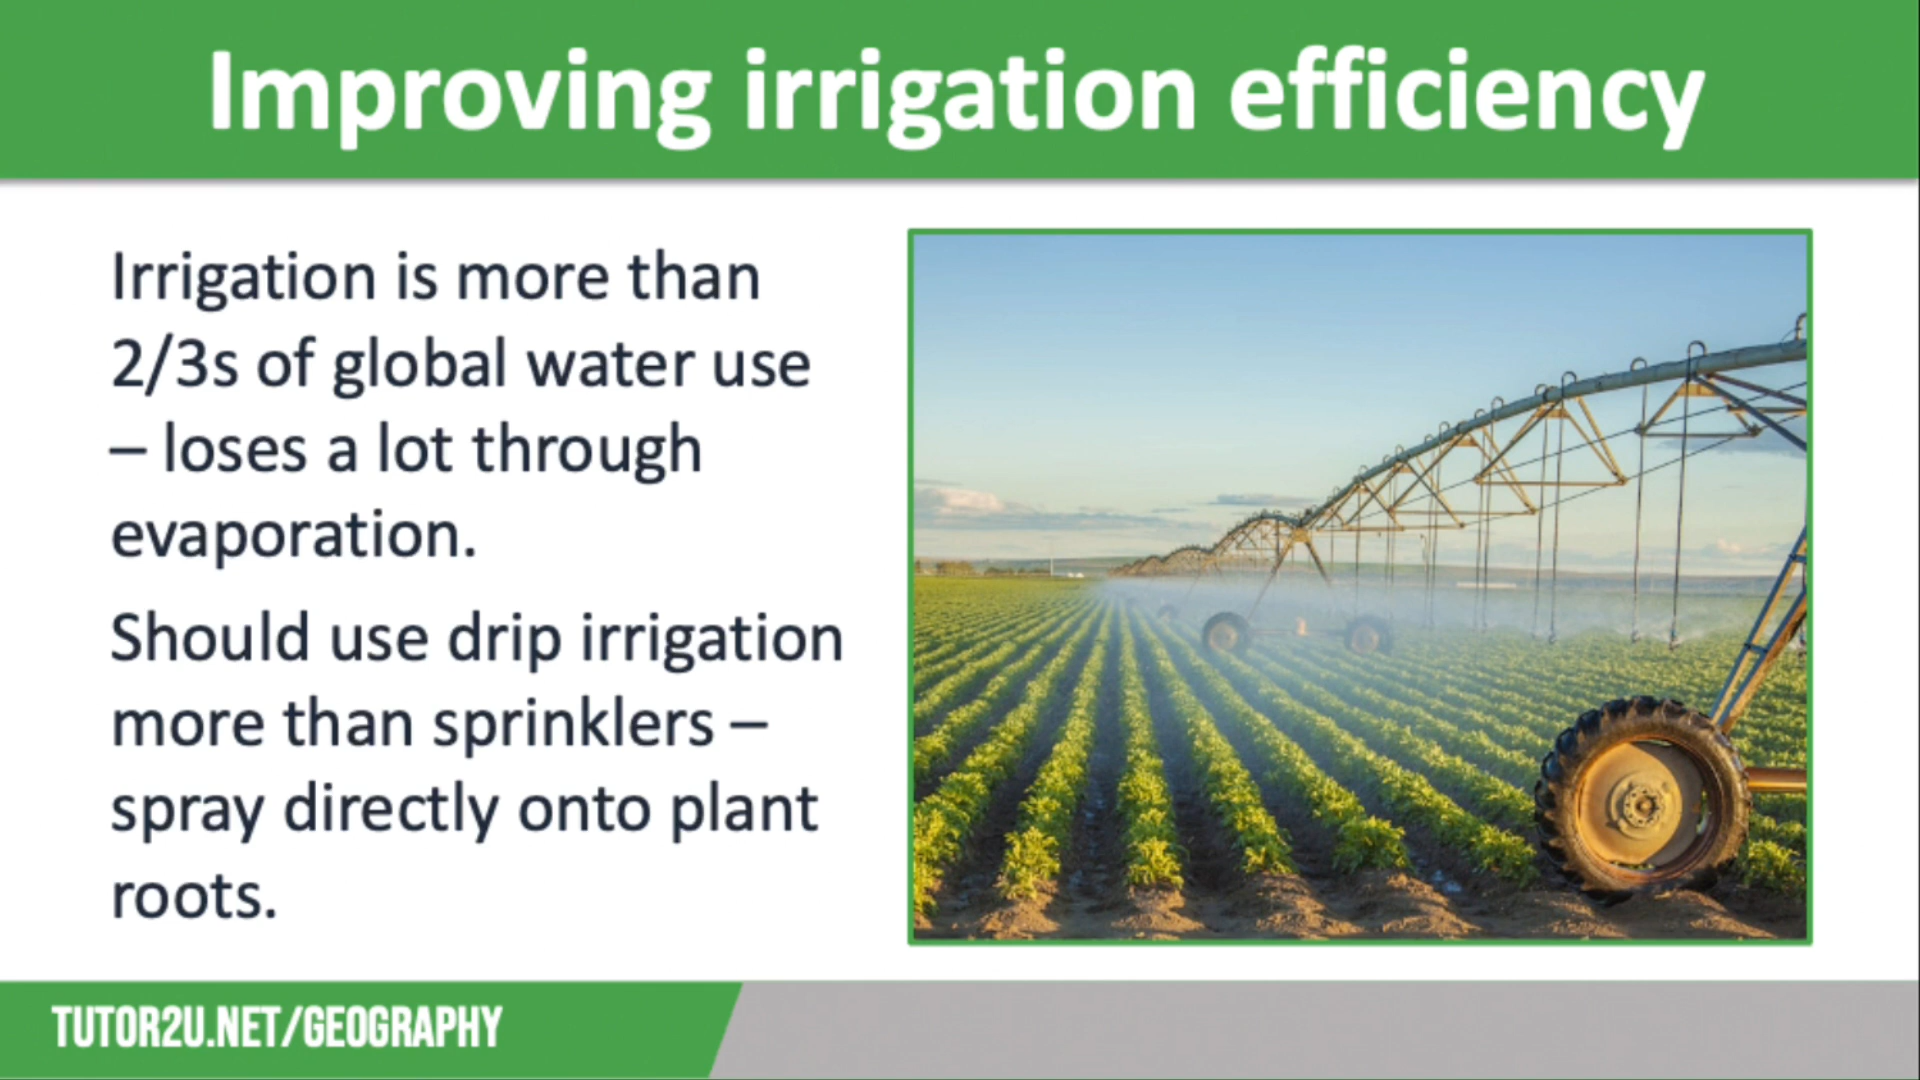 Improving irrigation efficiency
Irrigation is more than
2/3s of global water use
– loses a lot through
evaporation.
Should use drip irrigation
more than sprinklers –
spray directly onto plant
roots.
TUTOR2U.NET/GEOGRAPHY